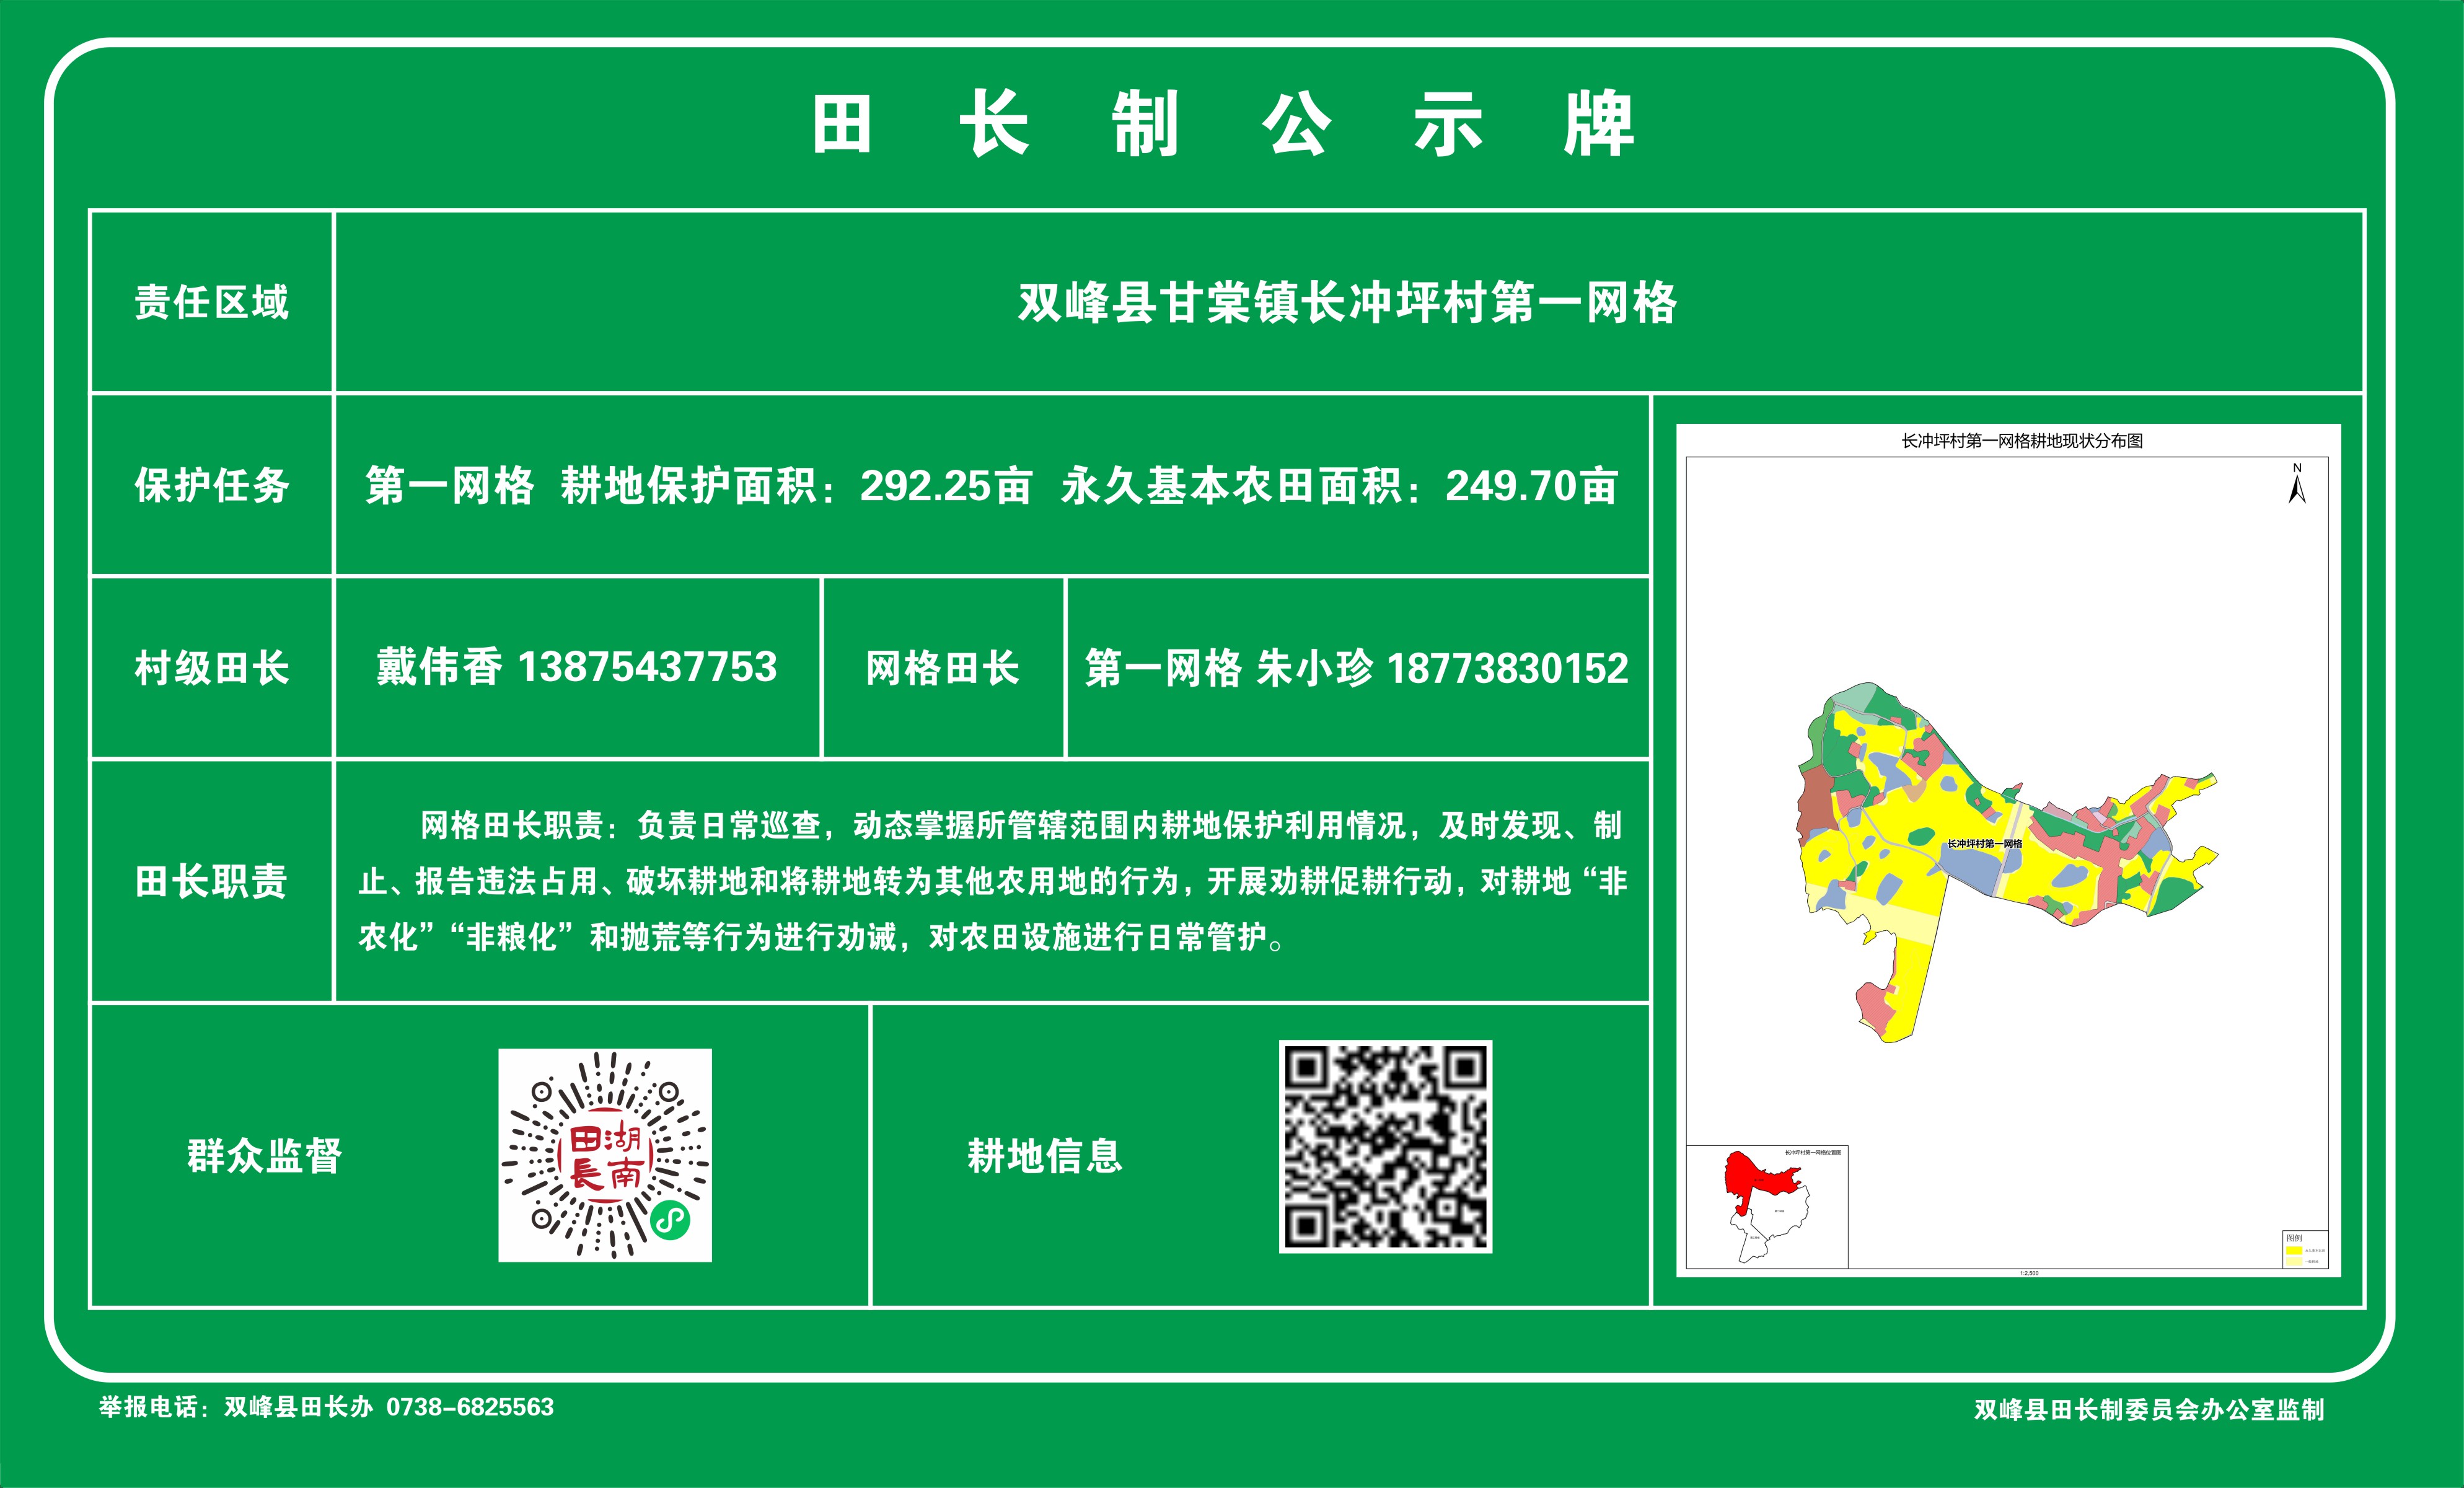 田长制公示牌
责任区域
双峰县甘棠镇长冲坪村第一网格
保护任务
第一网格 耕地保护面积：292.25亩 永久基本农田面积：249.70亩
村级田长
戴伟香 13875437753
网格田长
第一网格 朱小珍 18773830152
田长职责
网格田长职责：负责日常巡查，动态掌握所管辖范围内耕地保护利用情况，及时发现、制
止、报告违法占用、破坏耕地和将耕地转为其他农用地的行为，开展劝耕促耕行动，对耕地“非
农化”“非粮化”和抛荒等行为进行劝诫，对农田设施进行日常管护。
群众监督
湖南
田長
耕地信息
长冲坪村第一网格耕地现状分布图
N
长冲坪村第一网格
长冲坪村第一网格位置图
图例
1:2,500
举报电话：双峰县田长办 0738-6825563
双峰县田长制委员会办公室监制